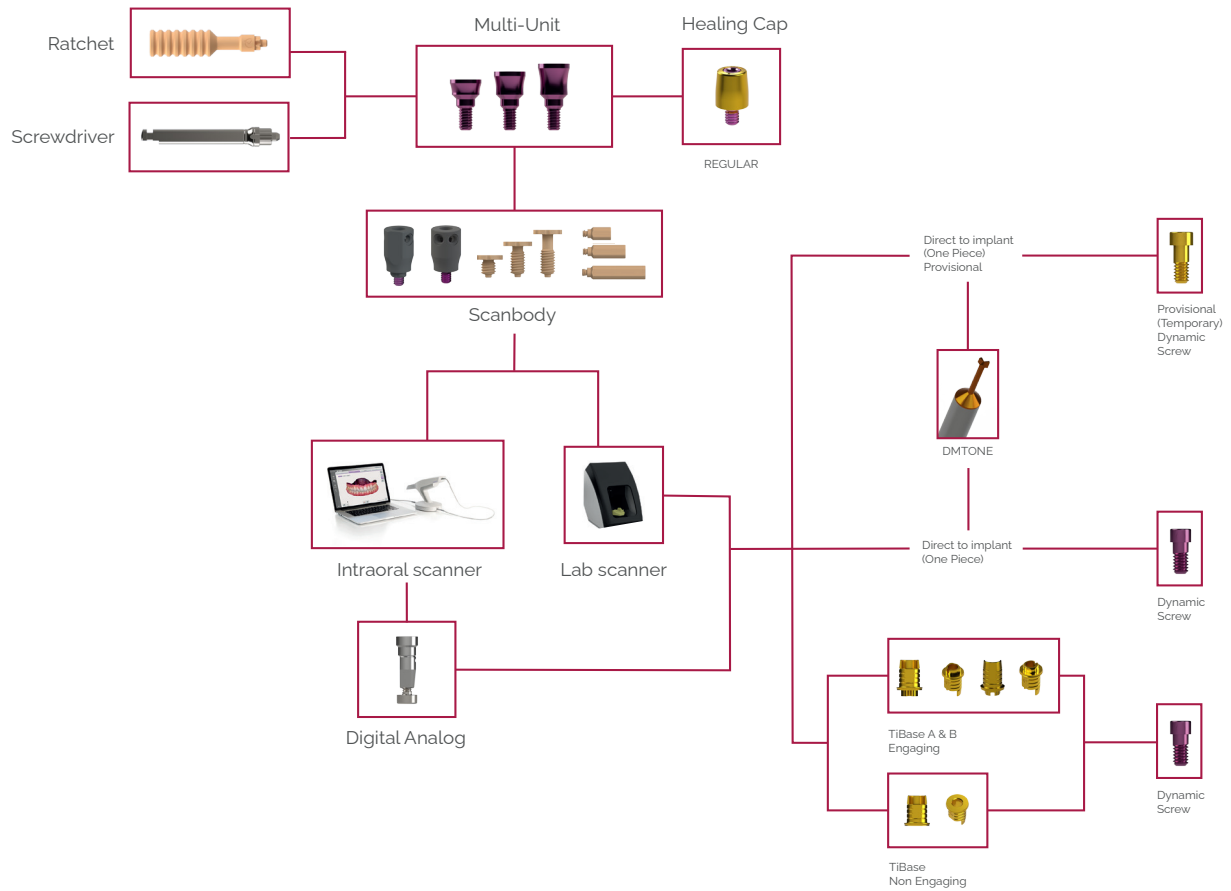 Multi-Unit
Healing Cap
Ratchet
Screwdriver
REGULAR
Scanbody
Direct to implant
(One Piece)
Provisional
Provisional
(Temporary)
Dynamic
Screw
DMTONE
Intraoral scanner
Lab scanner
Direct to implant
(One Piece)
Dynamic
Screw
Digital Analog
TiBase A & B
Engaging
Dynamic
Screw
TiBase
Non Engaging